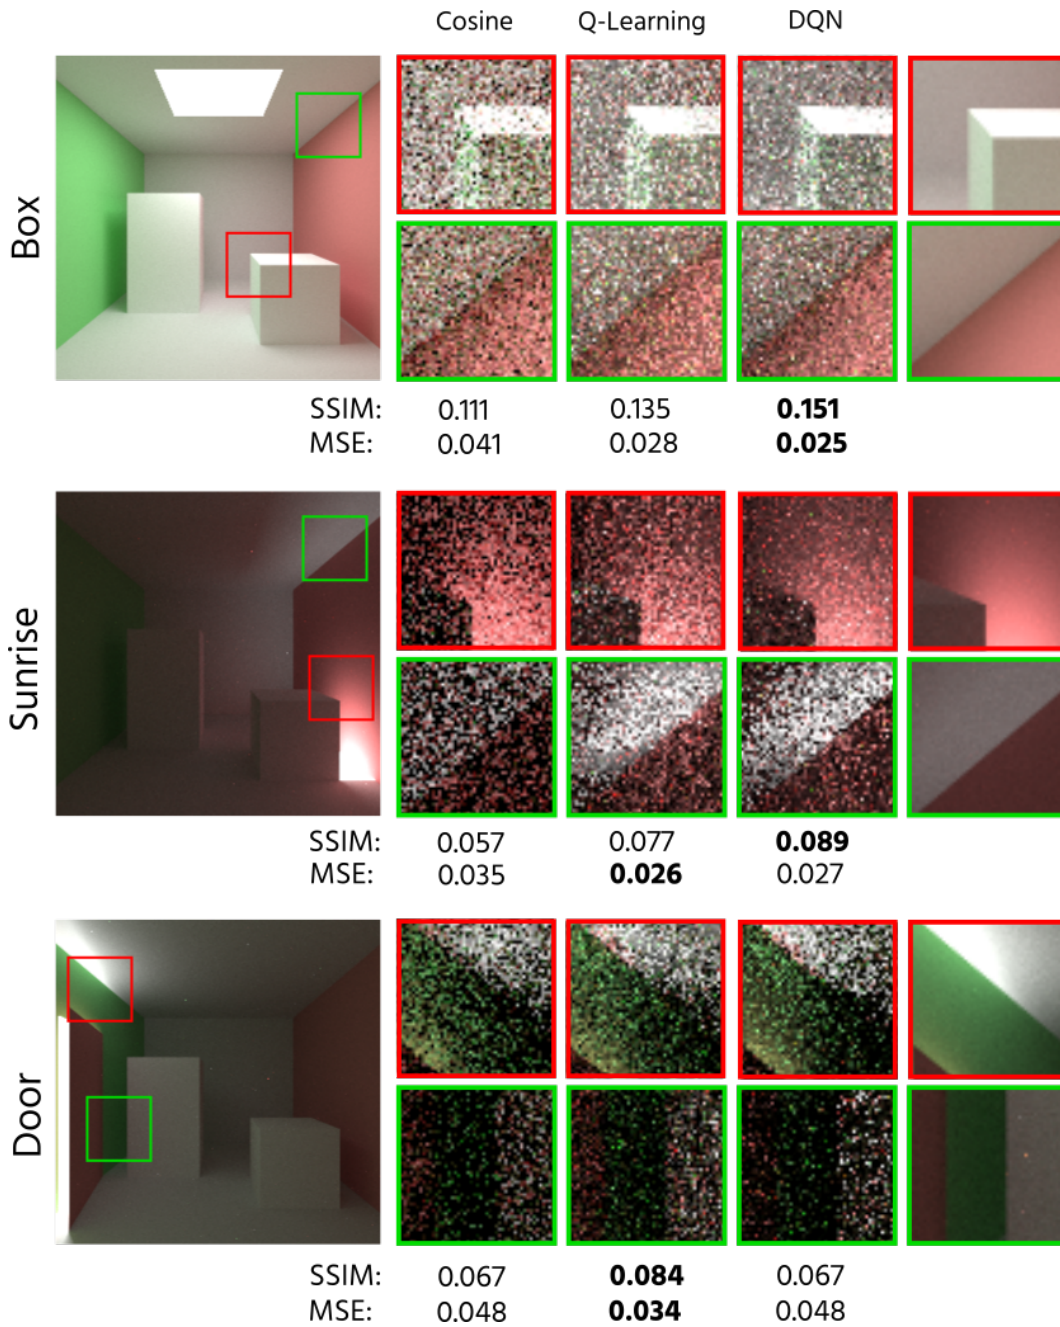 Cosine Q-Learning DQN
Box
SSIM: 0.111 0.135 0.151
MSE: 0.041 0.028 0.025
Sunrise
SSIM: 0.057 0.077 0.089
MSE: 0.035 0.026 0.027
Door
SSIM: 0.067 0.084 0.067
MSE: 0.048 0.034 0.048